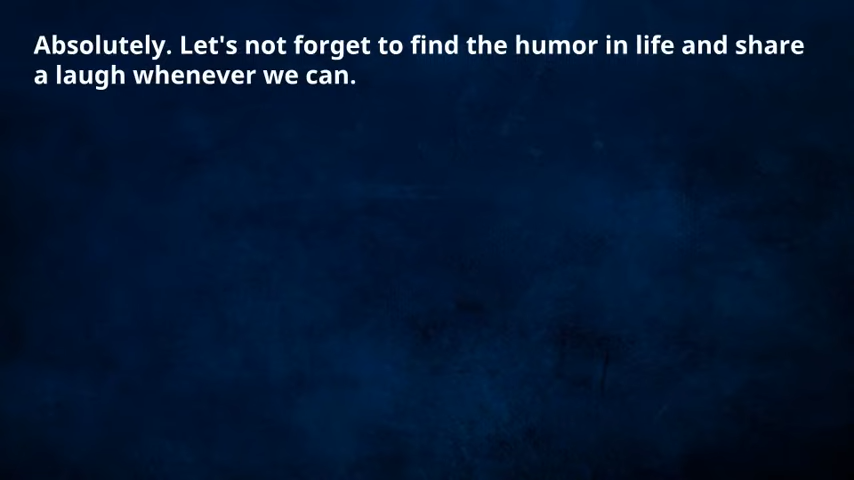 Absolutely. Let's not forget to find the humor in life and share
a laugh whenever we can.